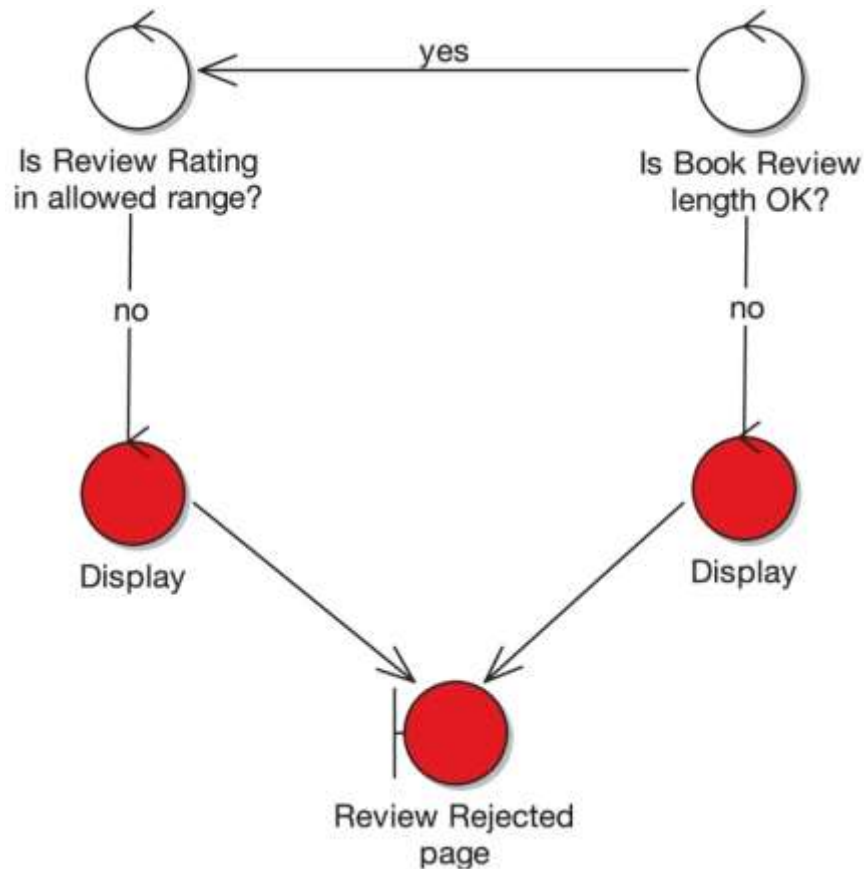 yes
Is Review Rating
in allowed range?
Is Book Review
length OK?
no
no
Display
Display
Review Rejected
page